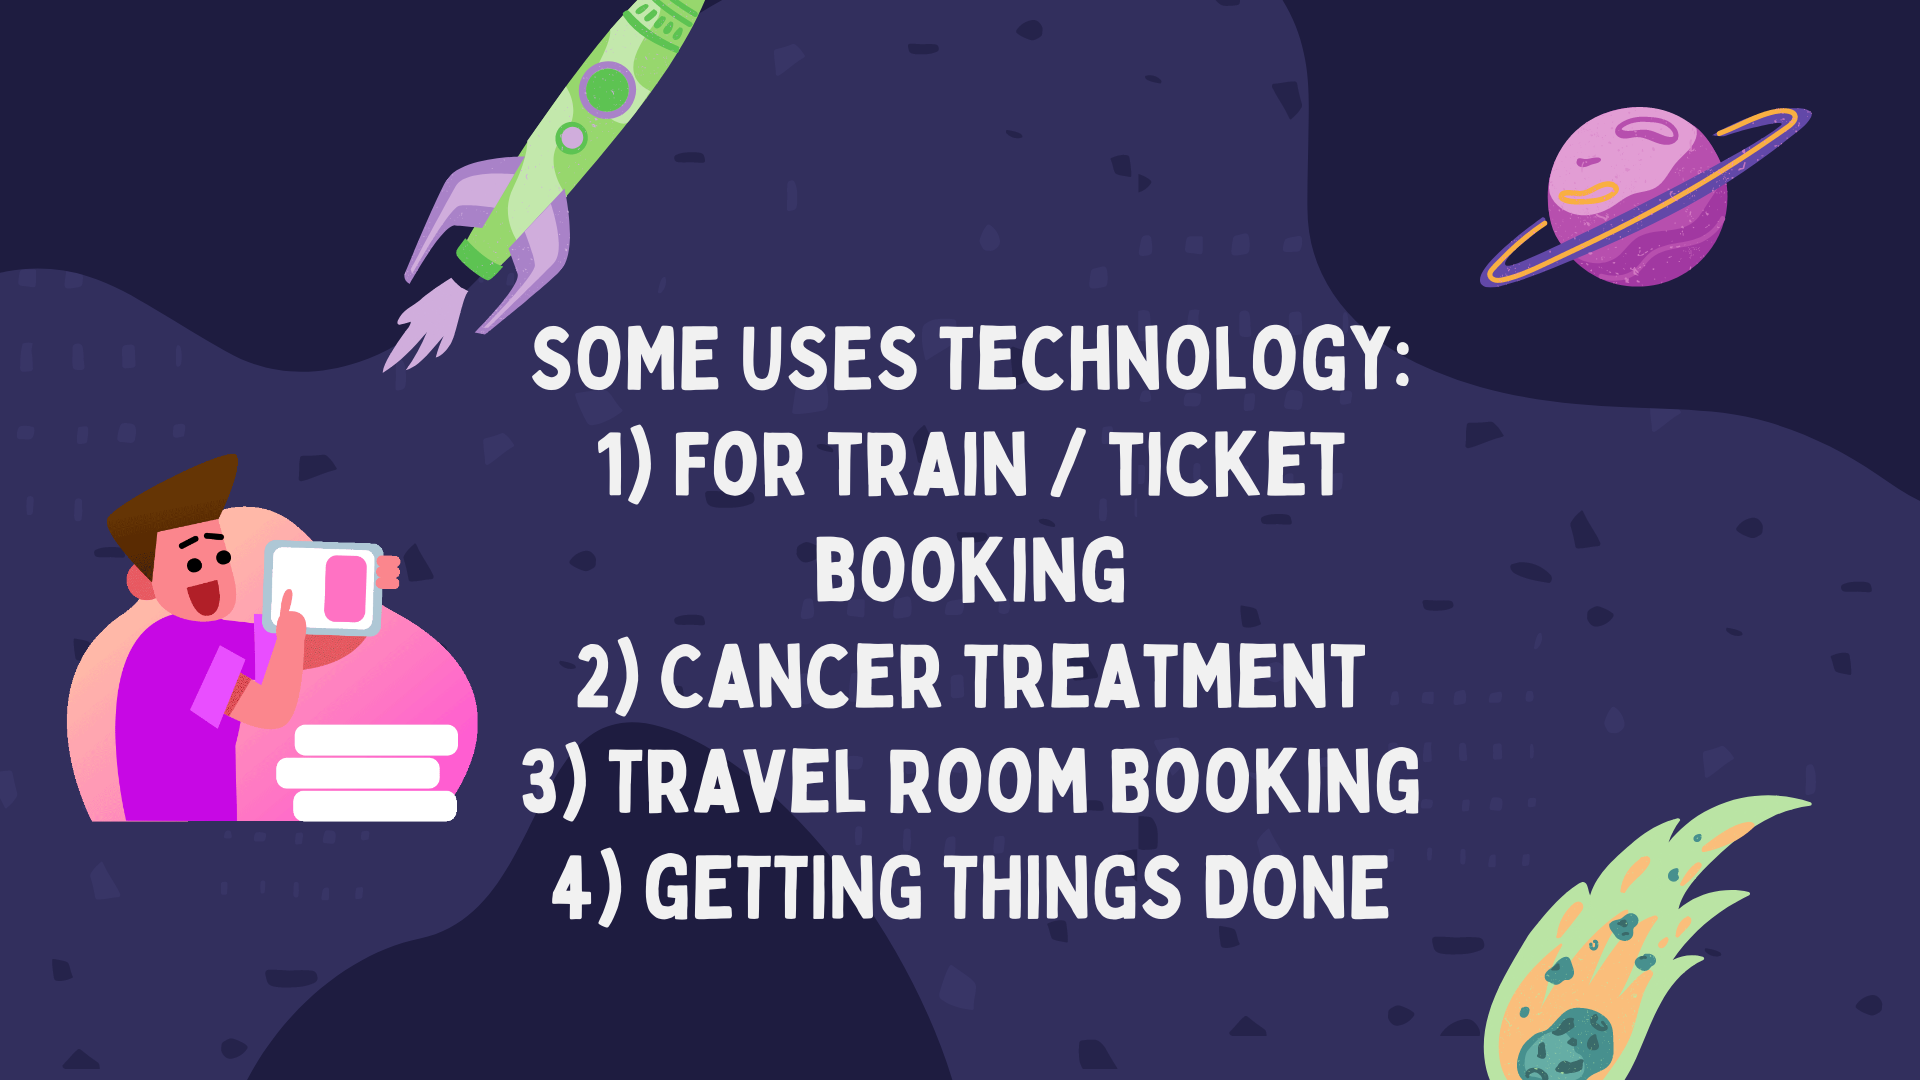 SOME USES TECHNOLOGY:
1) FOR TRAIN / TICKET
BOOKING
2) CANCER TREATMENT
3) TRAVEL ROOM BOOKING
4) GETTING THINGS DONE